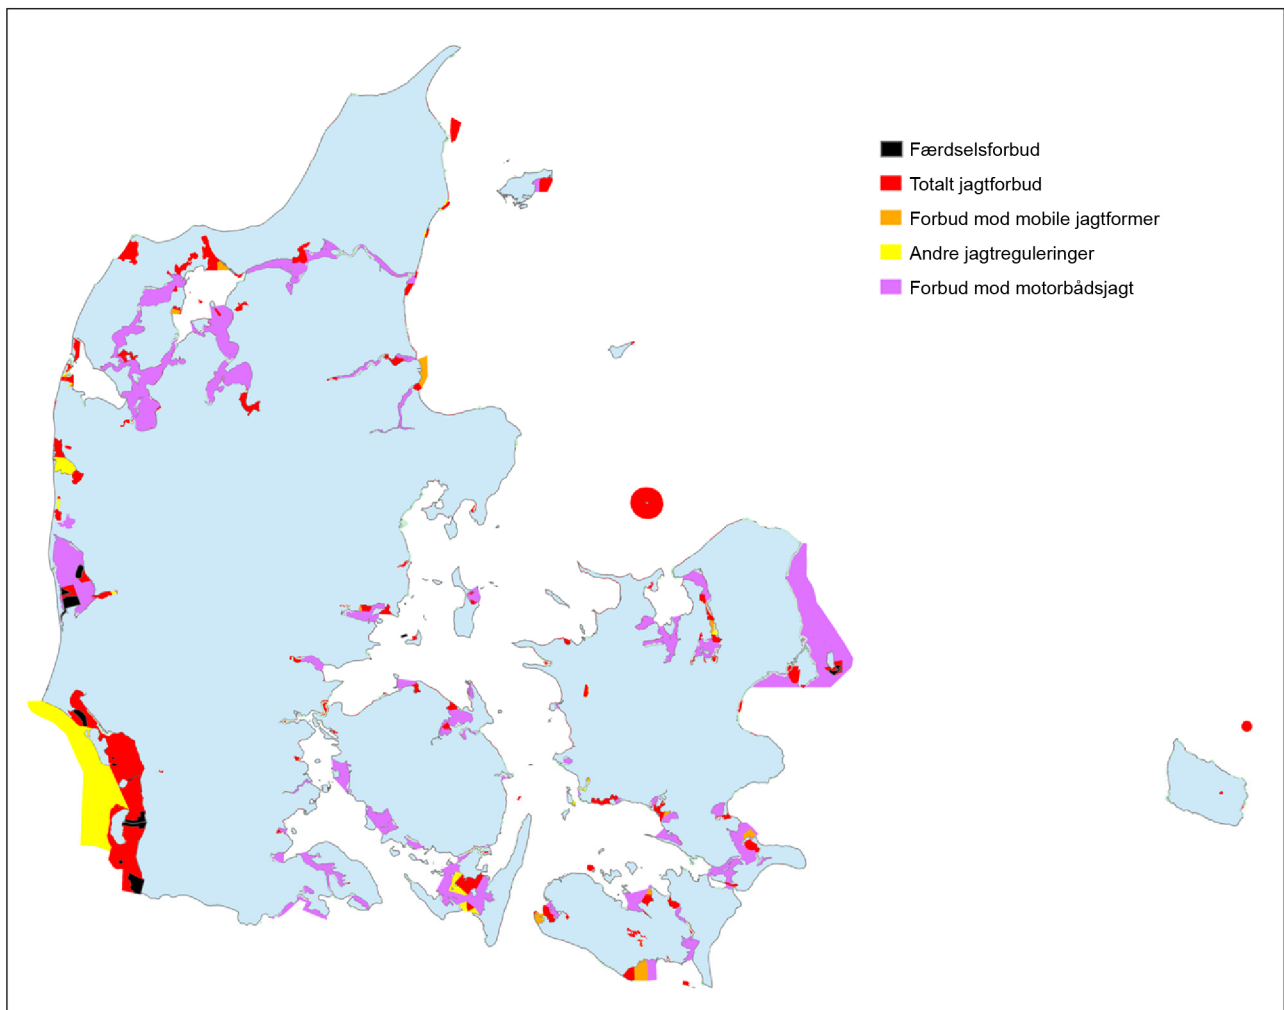 Færdselsforbud
Totalt jagtforbud
Forbud mod mobile jagtformer
Andre jagtreguleringer
Forbud mod motorbådsjagt